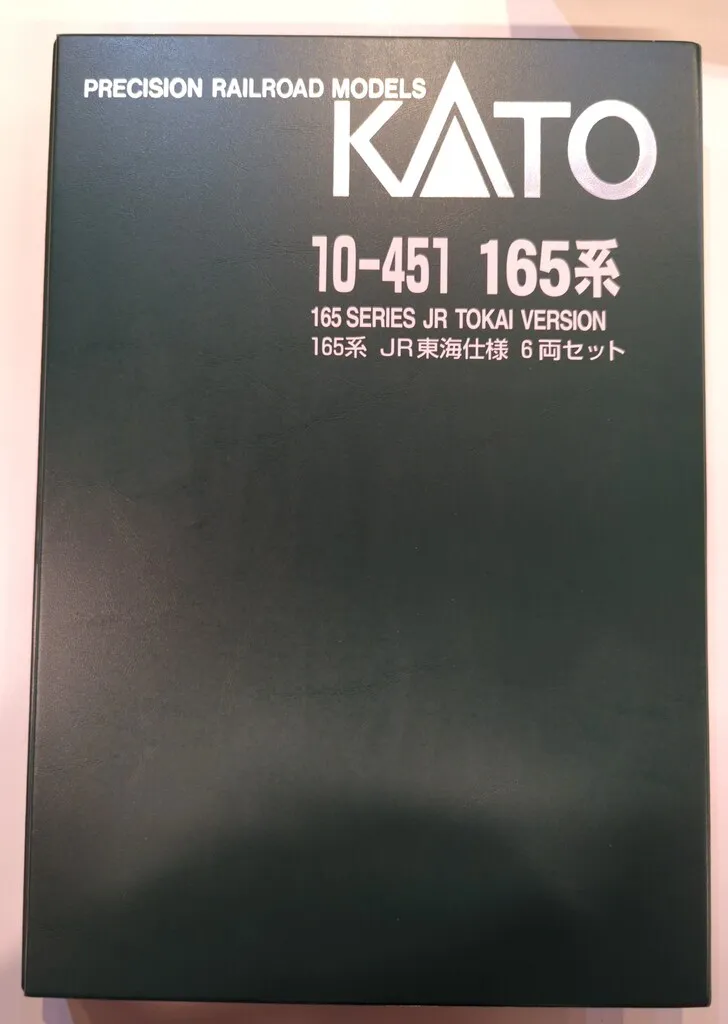 PRECISION RAILROAD MODELS
KATO
10-451 165系
165 SERIES JR TOKAI VERSION
165系 JR東海仕様 6両セット